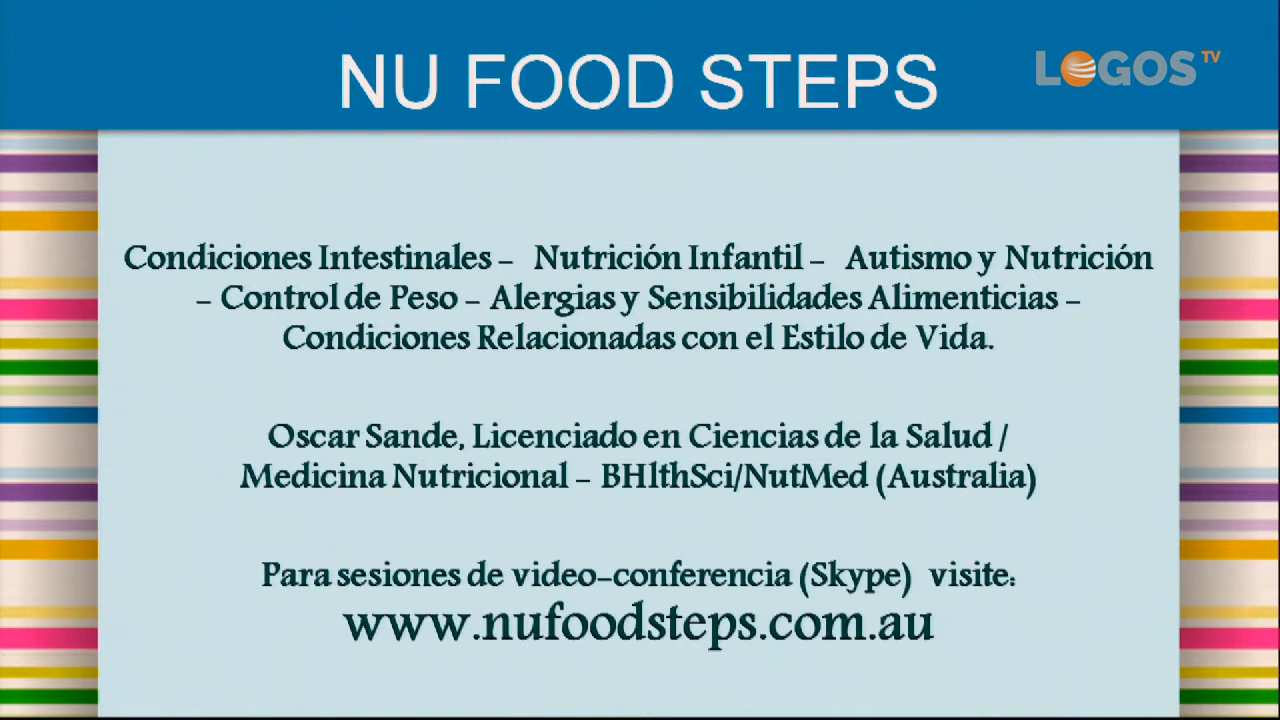 NU FOOD STEPS
LOGOS TV
Condiciones Intestinales – Nutrición Infantil – Autismo y Nutrición
– Control de Peso – Alergias y Sensibilidades Alimenticias –
Condiciones Relacionadas con el Estilo de Vida.
Oscar Sande, Licenciado en Ciencias de la Salud /
Medicina Nutricional – BHlthSci/NutMed (Australia)
Para sesiones de video-conferencia (Skype) visite:
www.nufoodsteps.com.au